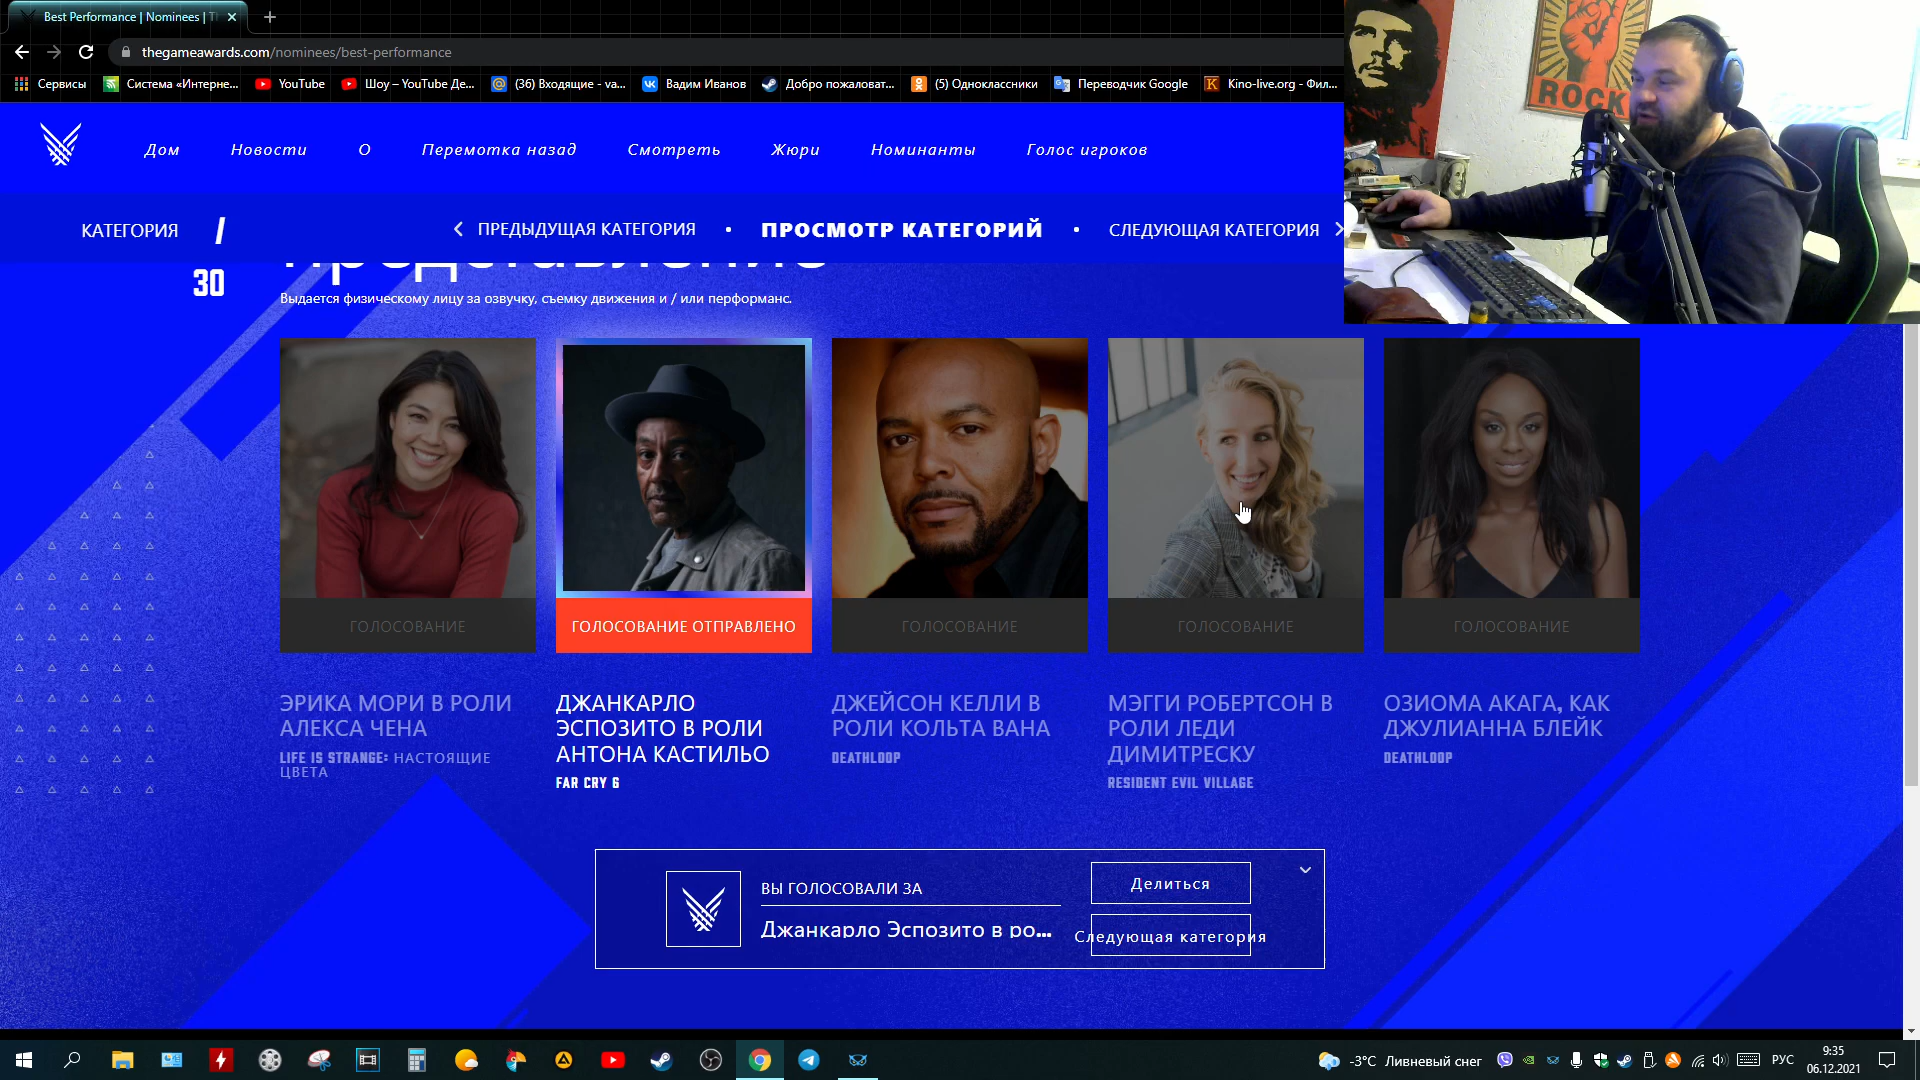 Best Performance | Nominees | T
thegameawards.com/nominees/best-performance
Сервисы
Система «Интерне...
YouTube
Шоу – YouTube Де...
(36) Входящие - va...
Вадим Иванов
Добро пожаловат...
(5) Одноклассники
Переводчик Google
Kino-live.org - Фил...
ROCK
Дом
Новости
О
Перемотка назад
Смотреть
Жюри
Номинанты
Голос игроков
КАТЕГОРИЯ
/
30
ПРЕДЫДУЩАЯ КАТЕГОРИЯ
•
ПРОСМОТР КАТЕГОРИЙ
•
СЛЕДУЮЩАЯ КАТЕГОРИЯ
представление
Выдается физическому лицу за озвучку, съемку движения и / или перформанс.
ГОЛОСОВАНИЕ
ГОЛОСОВАНИЕ ОТПРАВЛЕНО
ГОЛОСОВАНИЕ
ГОЛОСОВАНИЕ
ГОЛОСОВАНИЕ
ЭРИКА МОРИ В РОЛИ
АЛЕКСА ЧЕНА
LIFE IS STRANGE: НАСТОЯЩИЕ
ЦВЕТА
ДЖАНКАРЛО
ЭСПОЗИТО В РОЛИ
АНТОНА КАСТИЛЬО
FAR CRY 6
ДЖЕЙСОН КЕЛЛИ В
РОЛИ КОЛЬТА ВАНА
DEATHLOOP
МЭГГИ РОБЕРТСОН В
РОЛИ ЛЕДИ
ДИМИТРЕСКУ
RESIDENT EVIL VILLAGE
ОЗИОМА АКАГА, КАК
ДЖУЛИАННА БЛЕЙК
DEATHLOOP
ВЫ ГОЛОСОВАЛИ ЗА
Джанкарло Эспозито в ро...
Делиться
Следующая категория
-3°C Ливневый снег
РУС
9:35
06.12.2021